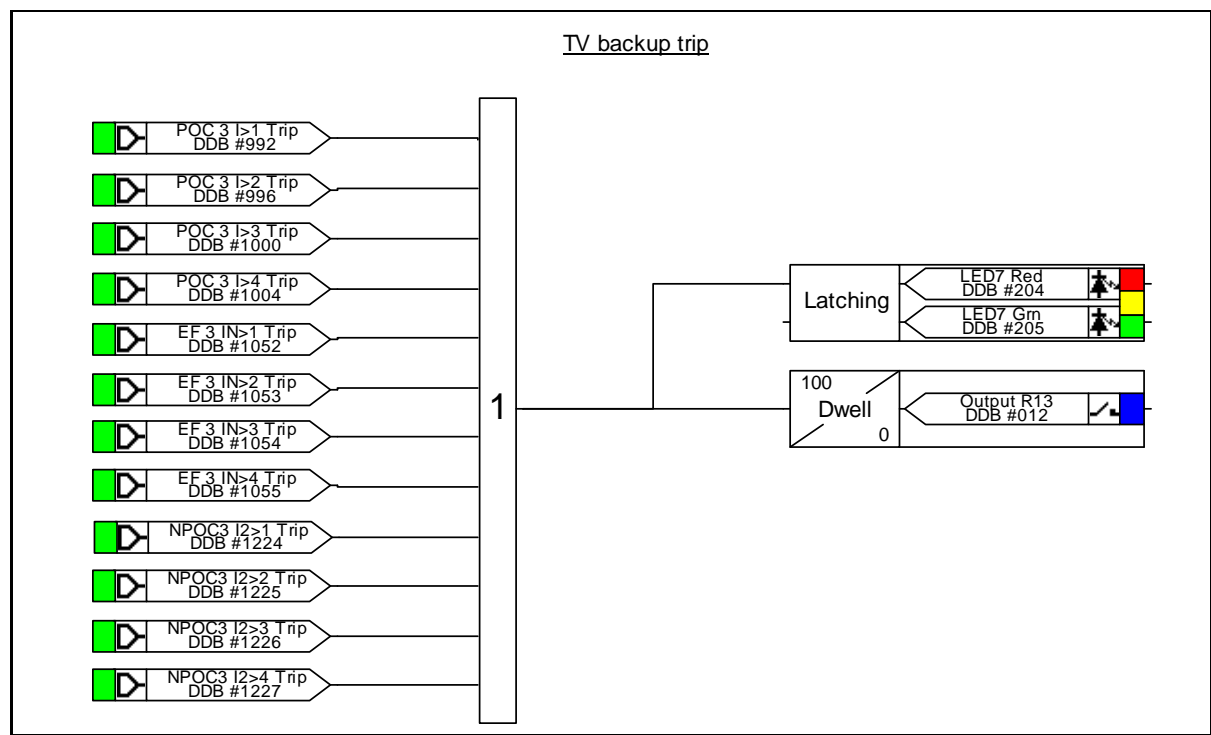 TV backup trip
POC 3 I>1 Trip
DDB #992
POC 3 I>2 Trip
DDB #996
POC 3 I>3 Trip
DDB #1000
POC 3 I>4 Trip
DDB #1004
EF 3 IN>1 Trip
DDB #1052
EF 3 IN>2 Trip
DDB #1053
EF 3 IN>3 Trip
DDB #1054
EF 3 IN>4 Trip
DDB #1055
NPOC3 I2>1 Trip
DDB #1224
NPOC3 I2>2 Trip
DDB #1225
NPOC3 I2>3 Trip
DDB #1226
NPOC3 I2>4 Trip
DDB #1227
1
Latching
LED7 Red
DDB #204
LED7 Grn
DDB #205
100
Dwell
0
Output R13
DDB #012